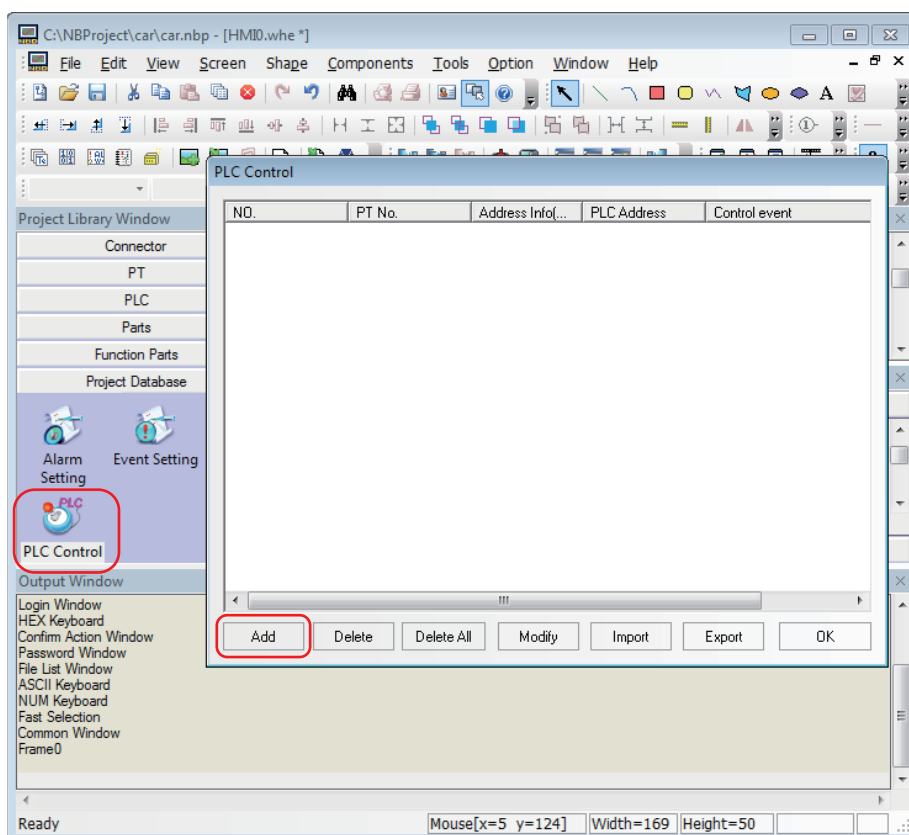 C:\NBProject\car\car.nbp - [HMI0.whe *]
File Edit View Screen Shape Components Tools Option Window Help
A
PLC Control
Project Library Window
NO. PT No. Address Info(... PLC Address Control event
Connector
PT
PLC
Parts
Function Parts
Project Database
Alarm Setting
Event Setting
PLC
PLC Control
Output Window
Login Window
HEX Keyboard
Confirm Action Window
Password Window
File List Window
ASCII Keyboard
NUM Keyboard
Fast Selection
Common Window
Frame0
Add Delete Delete All Modify Import Export OK
Ready Mouse[x=5 y=124] Width=169 Height=50